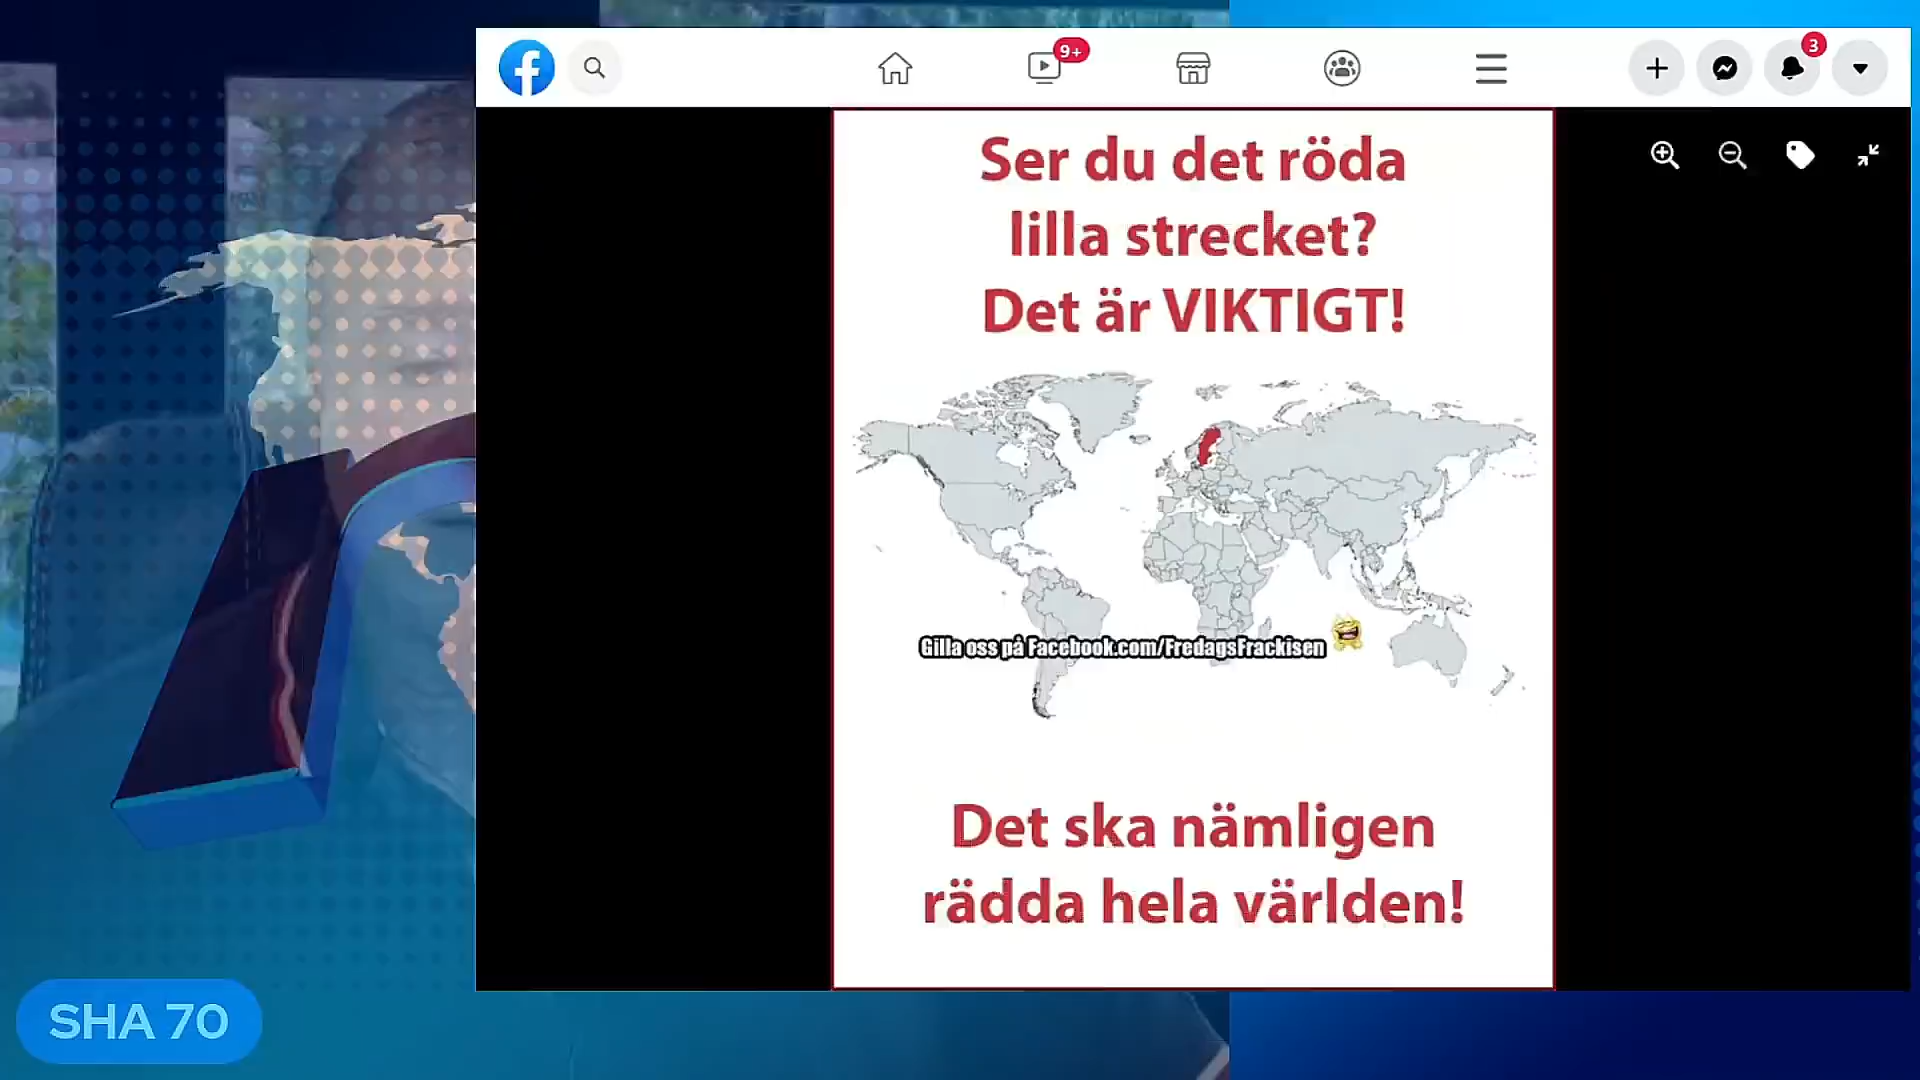 9+
3
Ser du det röda
lilla strecket?
Det är VIKTIGT!
Gilla oss på Facebook.com/FredagsFrackisen
Det ska nämligen
rädda hela världen!
SHA 70